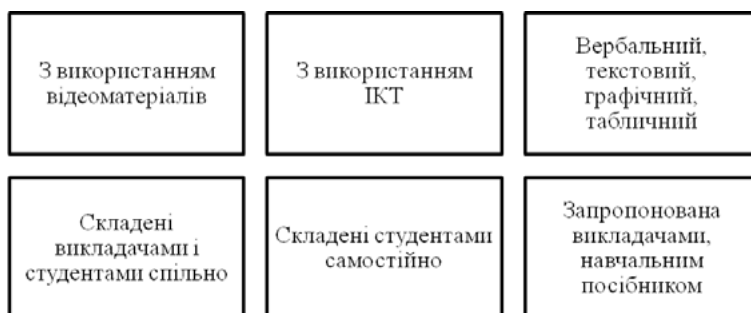 З використанням
відеоматеріалів
З використанням
ІКТ
Вербальний,
текстовий,
графічний,
табличний
Складені
викладачами і
студентами спільно
Складені студентами
самостійно
Запропонована
викладачами,
навчальним
посібником